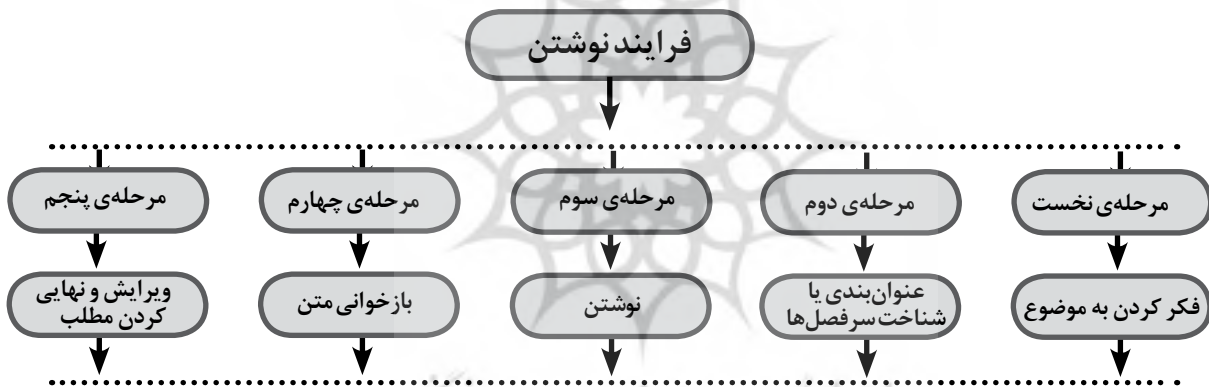 فرایند نوشتن
مرحله‌ی نخست
مرحله‌ی دوم
مرحله‌ی سوم
مرحله‌ی چهارم
مرحله‌ی پنجم
فکر کردن به موضوع
عنوان‌بندی یا
شناخت سرفصل‌ها
نوشتن
بازخوانی متن
ویرایش و نهایی
کردن مطلب